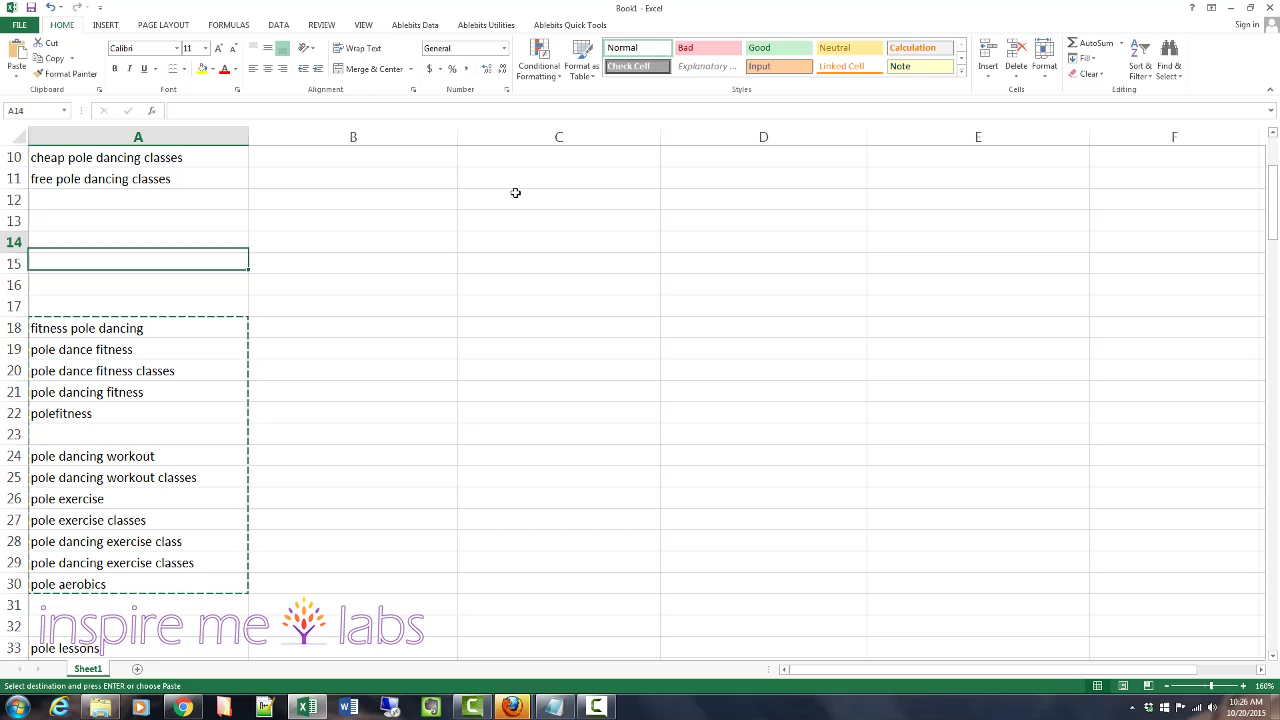 Book1 - Excel
Sign in
FILE HOME INSERT PAGE LAYOUT FORMULAS DATA REVIEW VIEW Ablebits Data Ablebits Utilities Ablebits Quick Tools
Paste
Cut
Copy
Format Painter
Clipboard
Calibri 11
B I U
Font
Wrap Text
Merge & Center
Alignment
General
$ % ,
Number
Conditional Formatting
Format as Table
Normal Bad Good Neutral Calculation
Check Cell Explanatory ... Input Linked Cell Note
Styles
Insert Delete Format
Cells
AutoSum
Fill
Clear
Sort & Filter
Find & Select
Editing
A14
fx
A B C D E F
10 cheap pole dancing classes
11 free pole dancing classes
12
13
14
15
16
17
18 fitness pole dancing
19 pole dance fitness
20 pole dance fitness classes
21 pole dancing fitness
22 polefitness
23
24 pole dancing workout
25 pole dancing workout classes
26 pole exercise
27 pole exercise classes
28 pole dancing exercise class
29 pole dancing exercise classes
30 pole aerobics
31
32
33 pole lessons
inspire me labs
Sheet1
Select destination and press ENTER or choose Paste
160%
10:26 AM
10/20/2015